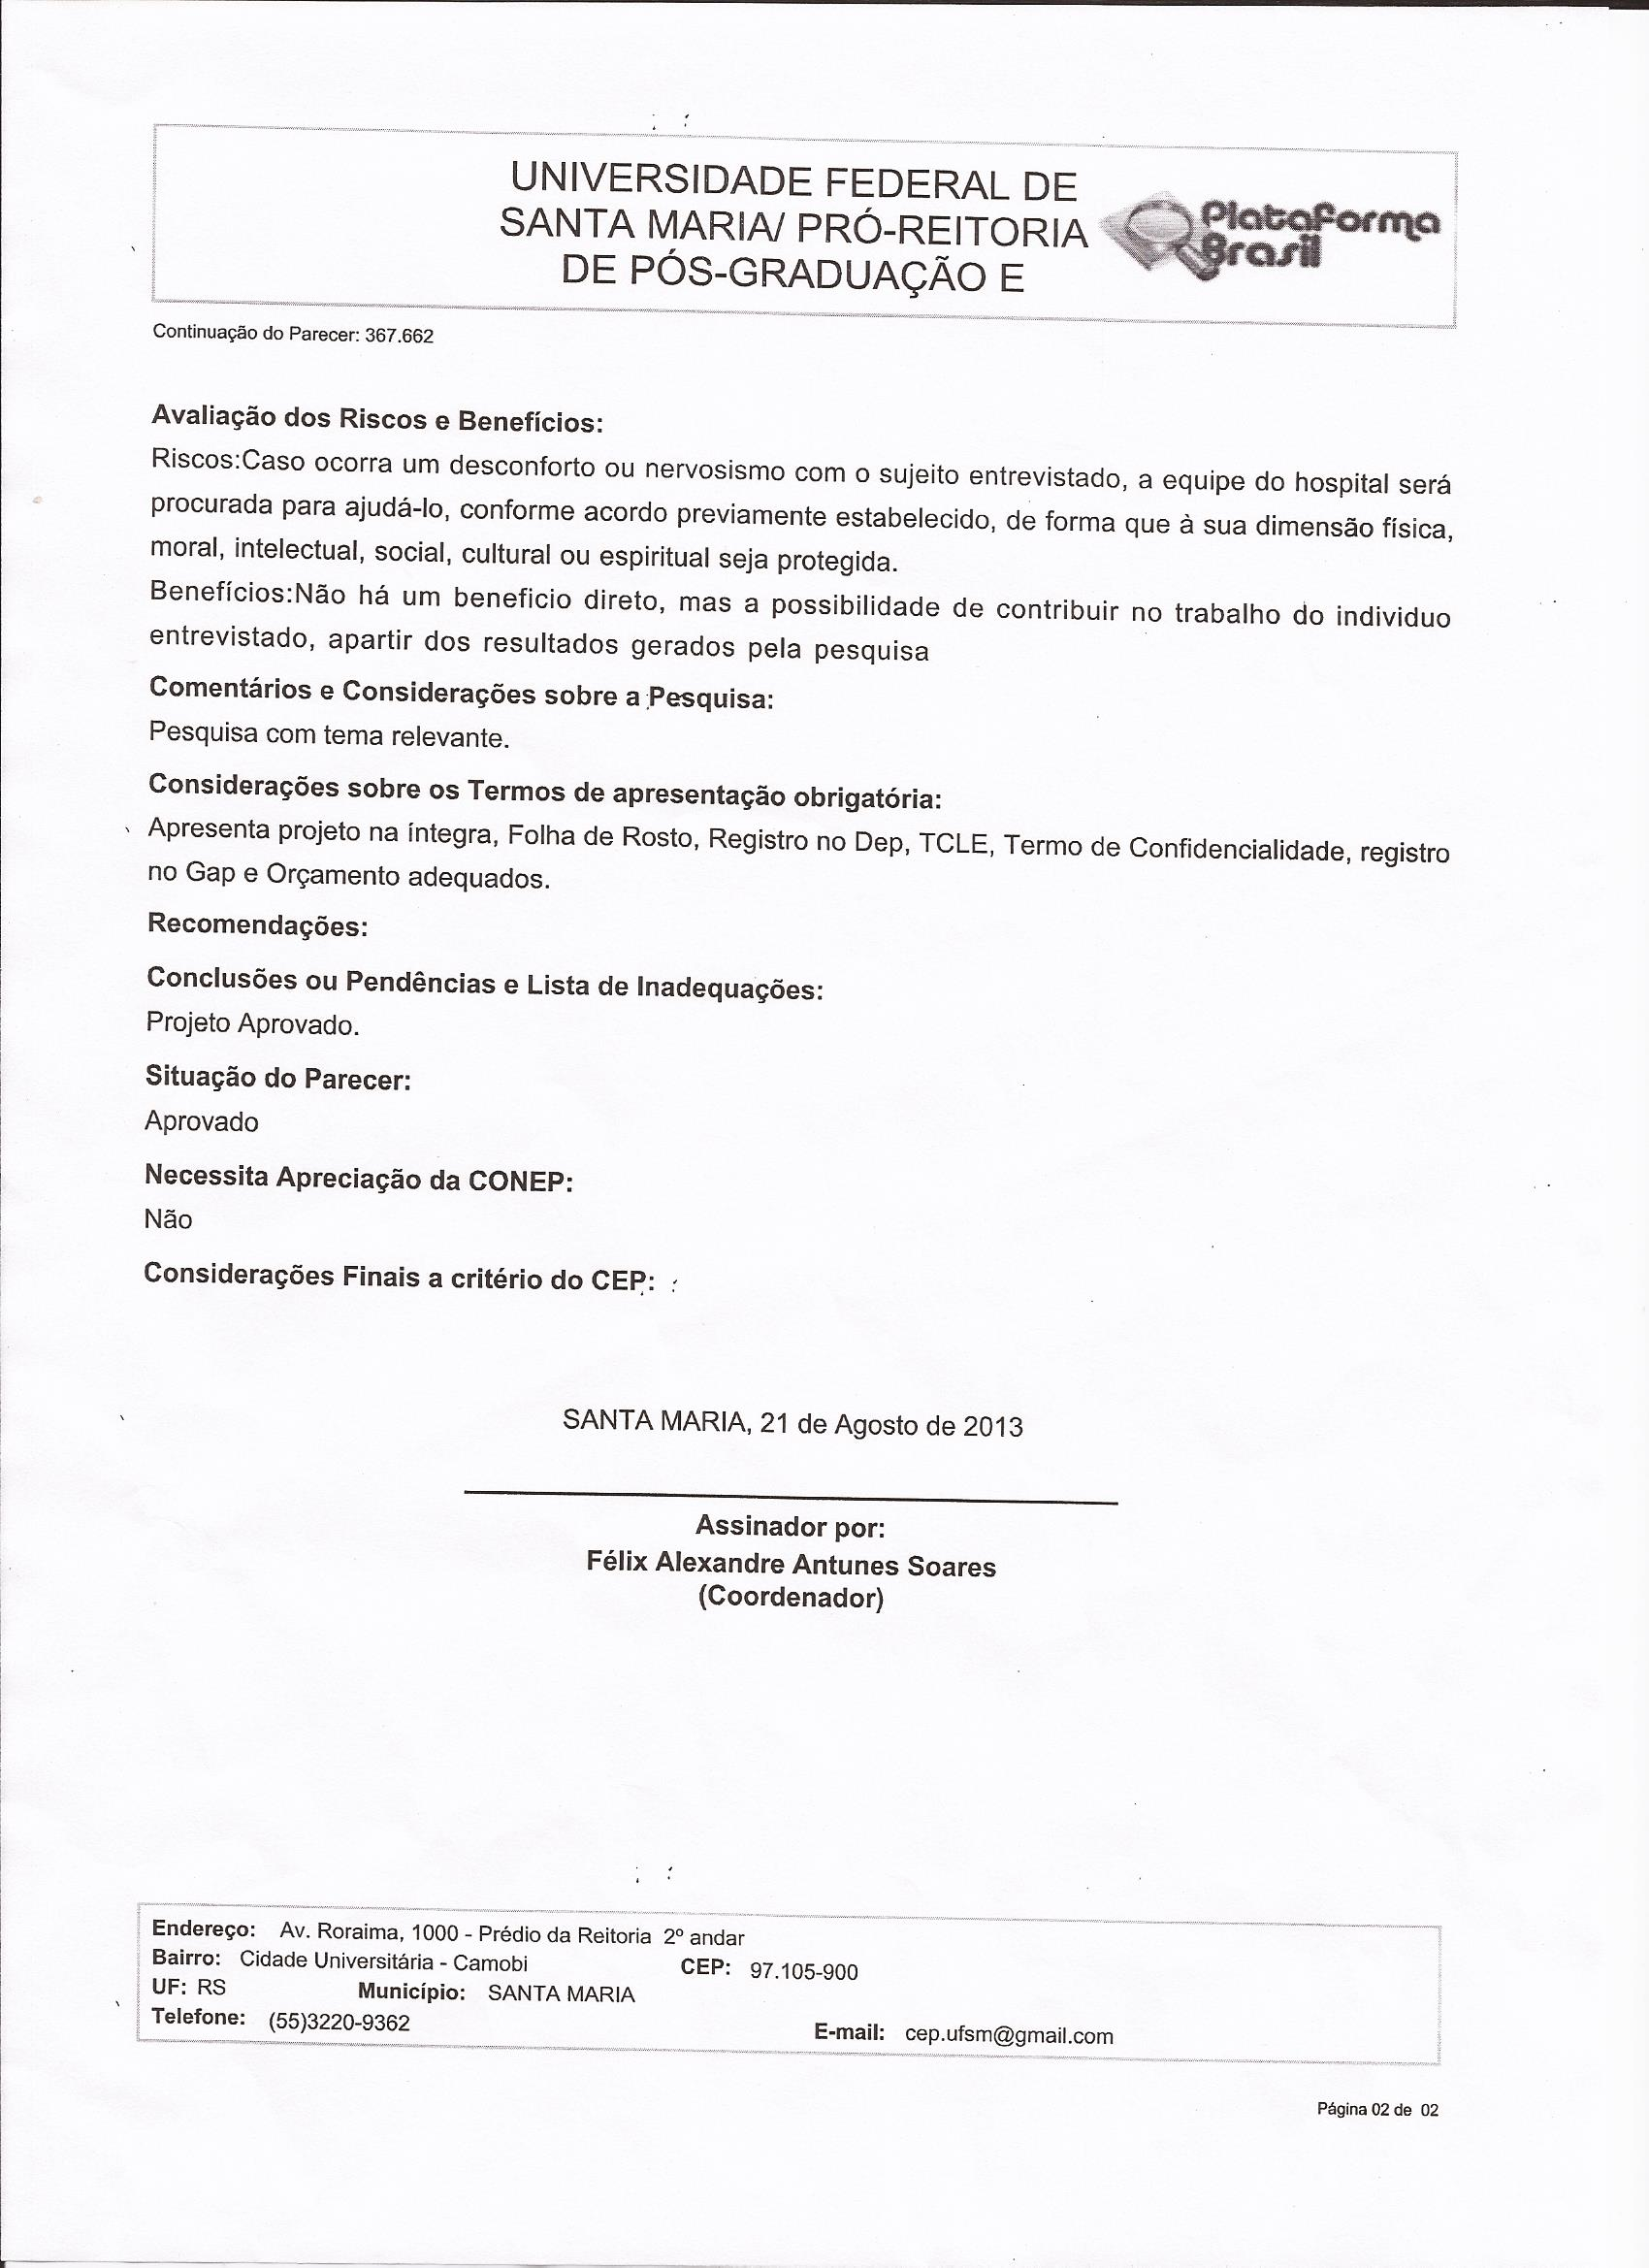 UNIVERSIDADE FEDERAL DE
SANTA MARIA/ PRÓ-REITORIA
DE PÓS-GRADUAÇÃO E
Plataforma
Brasil
Continuação do Parecer: 367.662
Avaliação dos Riscos e Benefícios:
Riscos:Caso ocorra um desconforto ou nervosismo com o sujeito entrevistado, a equipe do hospital será
procurada para ajudá-lo, conforme acordo previamente estabelecido, de forma que à sua dimensão física,
moral, intelectual, social, cultural ou espiritual seja protegida.
Benefícios:Não há um beneficio direto, mas a possibilidade de contribuir no trabalho do individuo
entrevistado, apartir dos resultados gerados pela pesquisa
Comentários e Considerações sobre a Pesquisa:
Pesquisa com tema relevante.
Considerações sobre os Termos de apresentação obrigatória:
Apresenta projeto na íntegra, Folha de Rosto, Registro no Dep, TCLE, Termo de Confidencialidade, registro
no Gap e Orçamento adequados.
Recomendações:
Conclusões ou Pendências e Lista de Inadequações:
Projeto Aprovado.
Situação do Parecer:
Aprovado
Necessita Apreciação da CONEP:
Não
Considerações Finais a critério do CEP:
SANTA MARIA, 21 de Agosto de 2013
Assinador por:
Félix Alexandre Antunes Soares
(Coordenador)
Endereço: Av. Roraima, 1000 - Prédio da Reitoria 2º andar
Bairro: Cidade Universitária - Camobi CEP: 97.105-900
UF: RS Município: SANTA MARIA
Telefone: (55)3220-9362 E-mail: cep.ufsm@gmail.com
Página 02 de 02